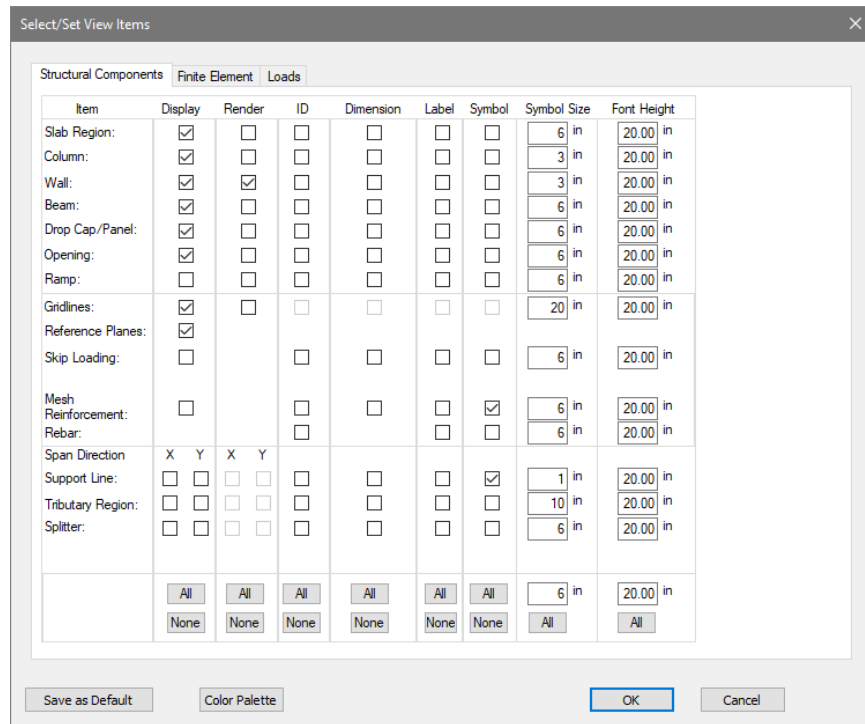 Select/Set View Items
Structural Components Finite Element Loads
Item Display Render ID Dimension Label Symbol Symbol Size Font Height
Slab Region: 6 in 20.00 in
Column: 3 in 20.00 in
Wall: 3 in 20.00 in
Beam: 6 in 20.00 in
Drop Cap/Panel: 6 in 20.00 in
Opening: 6 in 20.00 in
Ramp: 6 in 20.00 in
Gridlines: 20 in 20.00 in
Reference Planes:
Skip Loading: 6 in 20.00 in
Mesh
Reinforcement: 6 in 20.00 in
Rebar: 6 in 20.00 in
Span Direction X Y X Y
Support Line: 1 in 20.00 in
Tributary Region: 10 in 20.00 in
Splitter: 6 in 20.00 in
All All All All All All 6 in 20.00 in
None None None None None None All All
Save as Default Color Palette OK Cancel